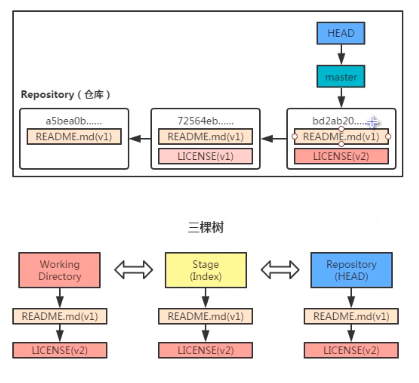 HEAD
master
Repository（仓库）
a5bea0b...... 72564eb...... bd2ab20......
README.md(v1) README.md(v1) README.md(v1)
LICENSE(v1) LICENSE(v2)
三棵树
Working Directory Stage (Index) Repository (HEAD)
README.md(v1) README.md(v1) README.md(v1)
LICENSE(v2) LICENSE(v2) LICENSE(v2)